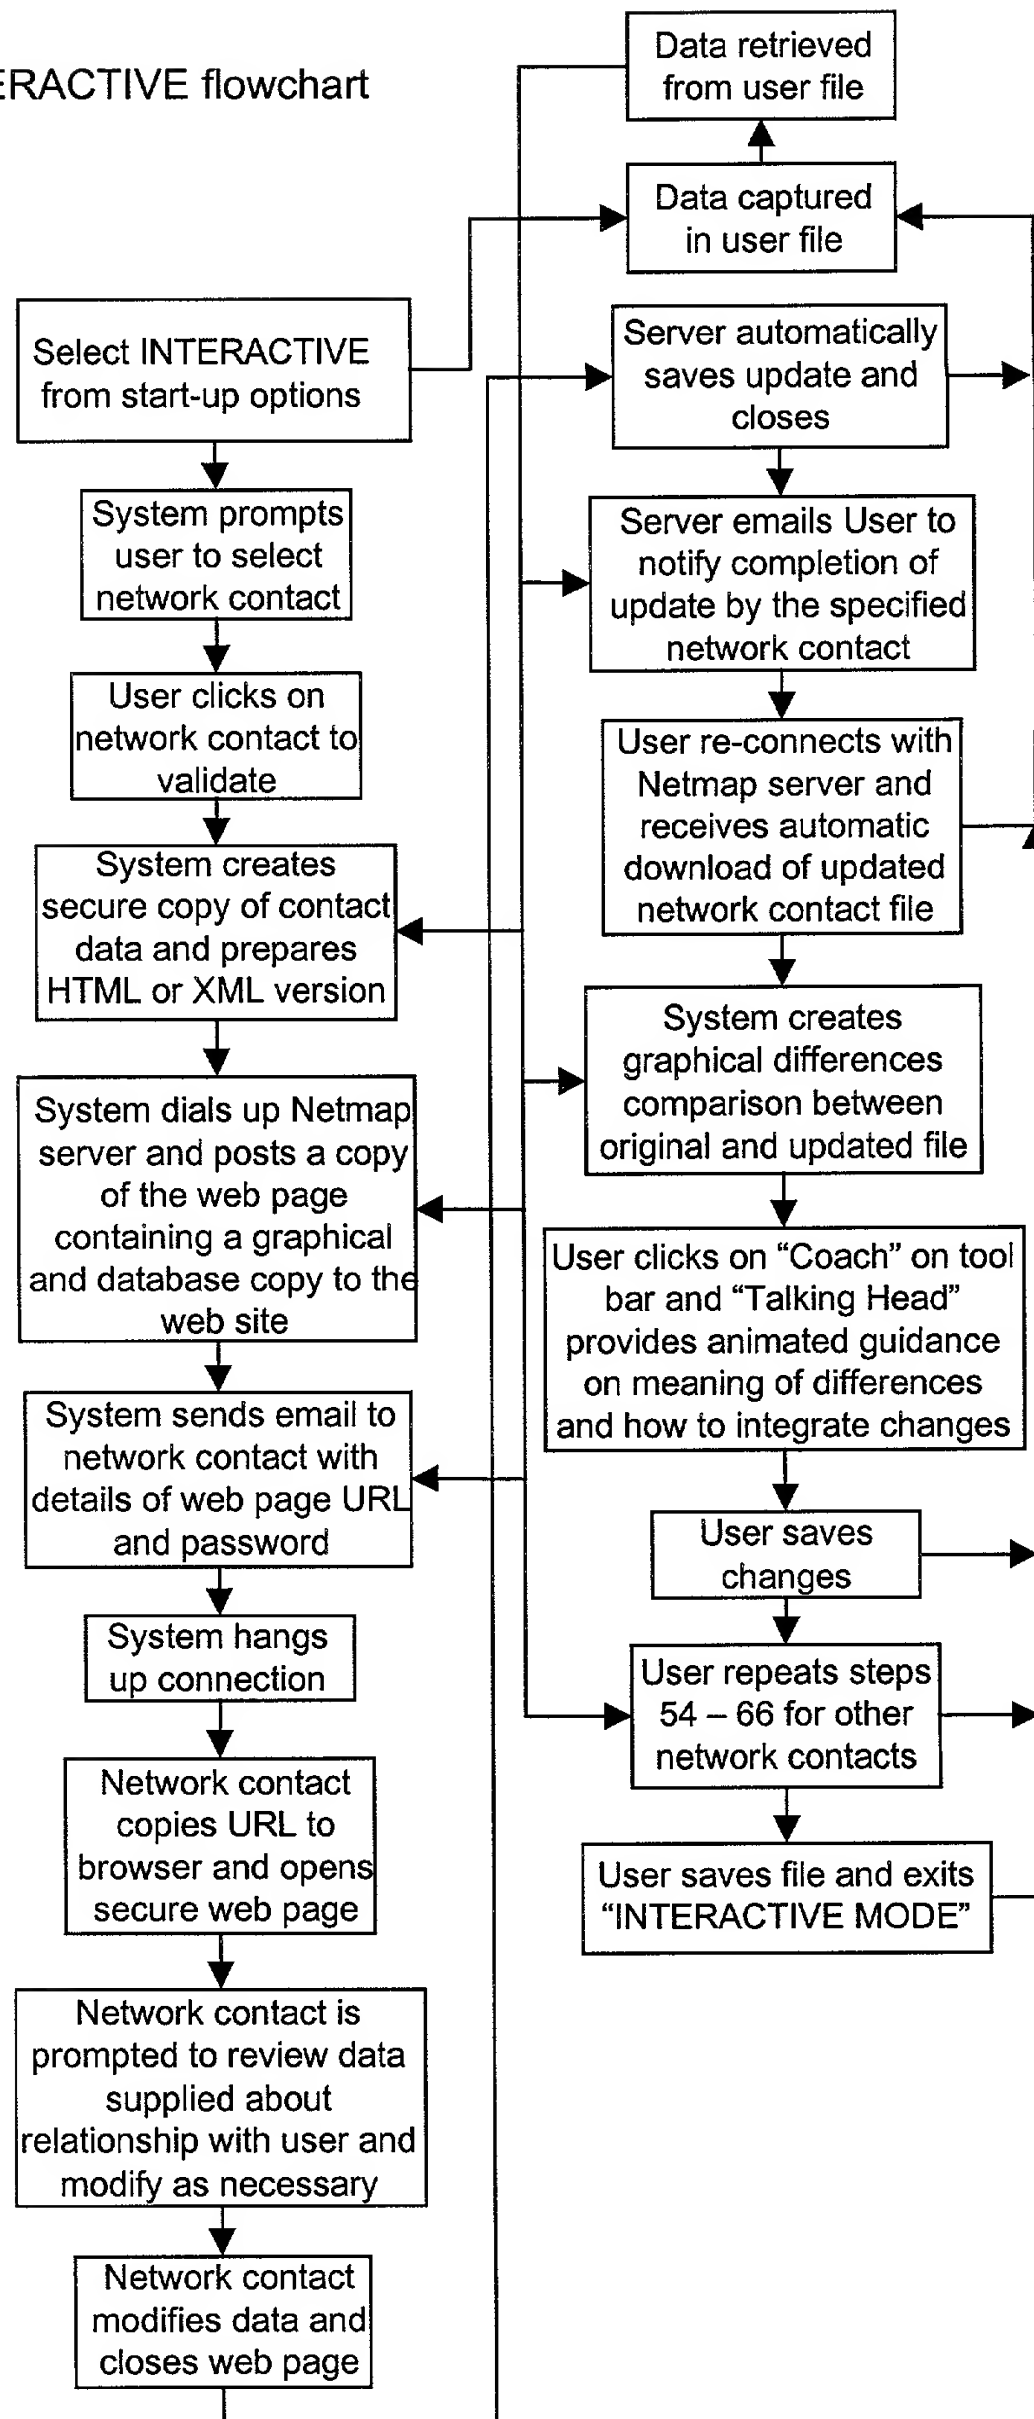 ERACTIVE flowchart
Data retrieved
from user file
Data captured
in user file
Select INTERACTIVE
from start-up options
System prompts
user to select
network contact
User clicks on
network contact to
validate
System creates
secure copy of contact
data and prepares
HTML or XML version
System dials up Netmap
server and posts a copy
of the web page
containing a graphical
and database copy to the
web site
System sends email to
network contact with
details of web page URL
and password
System hangs
up connection
Network contact
copies URL to
browser and opens
secure web page
Network contact is
prompted to review data
supplied about
relationship with user and
modify as necessary
Network contact
modifies data and
closes web page
Server automatically
saves update and
closes
Server emails User to
notify completion of
update by the specified
network contact
User re-connects with
Netmap server and
receives automatic
download of updated
network contact file
System creates
graphical differences
comparison between
original and updated file
User clicks on “Coach” on tool
bar and “Talking Head”
provides animated guidance
on meaning of differences
and how to integrate changes
User saves
changes
User repeats steps
54 – 66 for other
network contacts
User saves file and exits
“INTERACTIVE MODE”